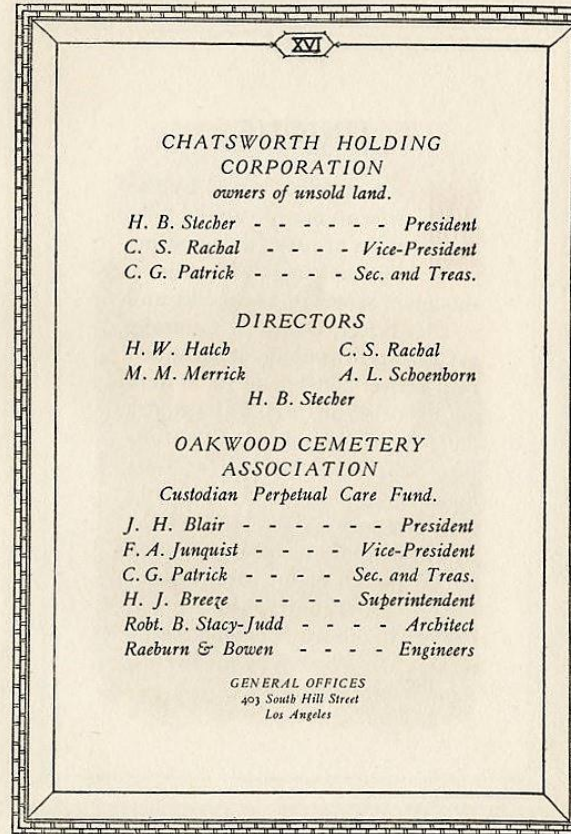 XVI
CHATSWORTH HOLDING
CORPORATION
owners of unsold land.
H. B. Stecher - - - - - - President
C. S. Rachal - - - - Vice-President
C. G. Patrick - - - - Sec. and Treas.
DIRECTORS
H. W. Hatch C. S. Rachal
M. M. Merrick A. L. Schoenborn
H. B. Stecher
OAKWOOD CEMETERY
ASSOCIATION
Custodian Perpetual Care Fund.
J. H. Blair - - - - - - President
F. A. Junquist - - - - Vice-President
C. G. Patrick - - - - Sec. and Treas.
H. J. Breeze - - - - Superintendent
Robt. B. Stacy-Judd - - - - Architect
Raeburn & Bowen - - - - Engineers
GENERAL OFFICES
403 South Hill Street
Los Angeles